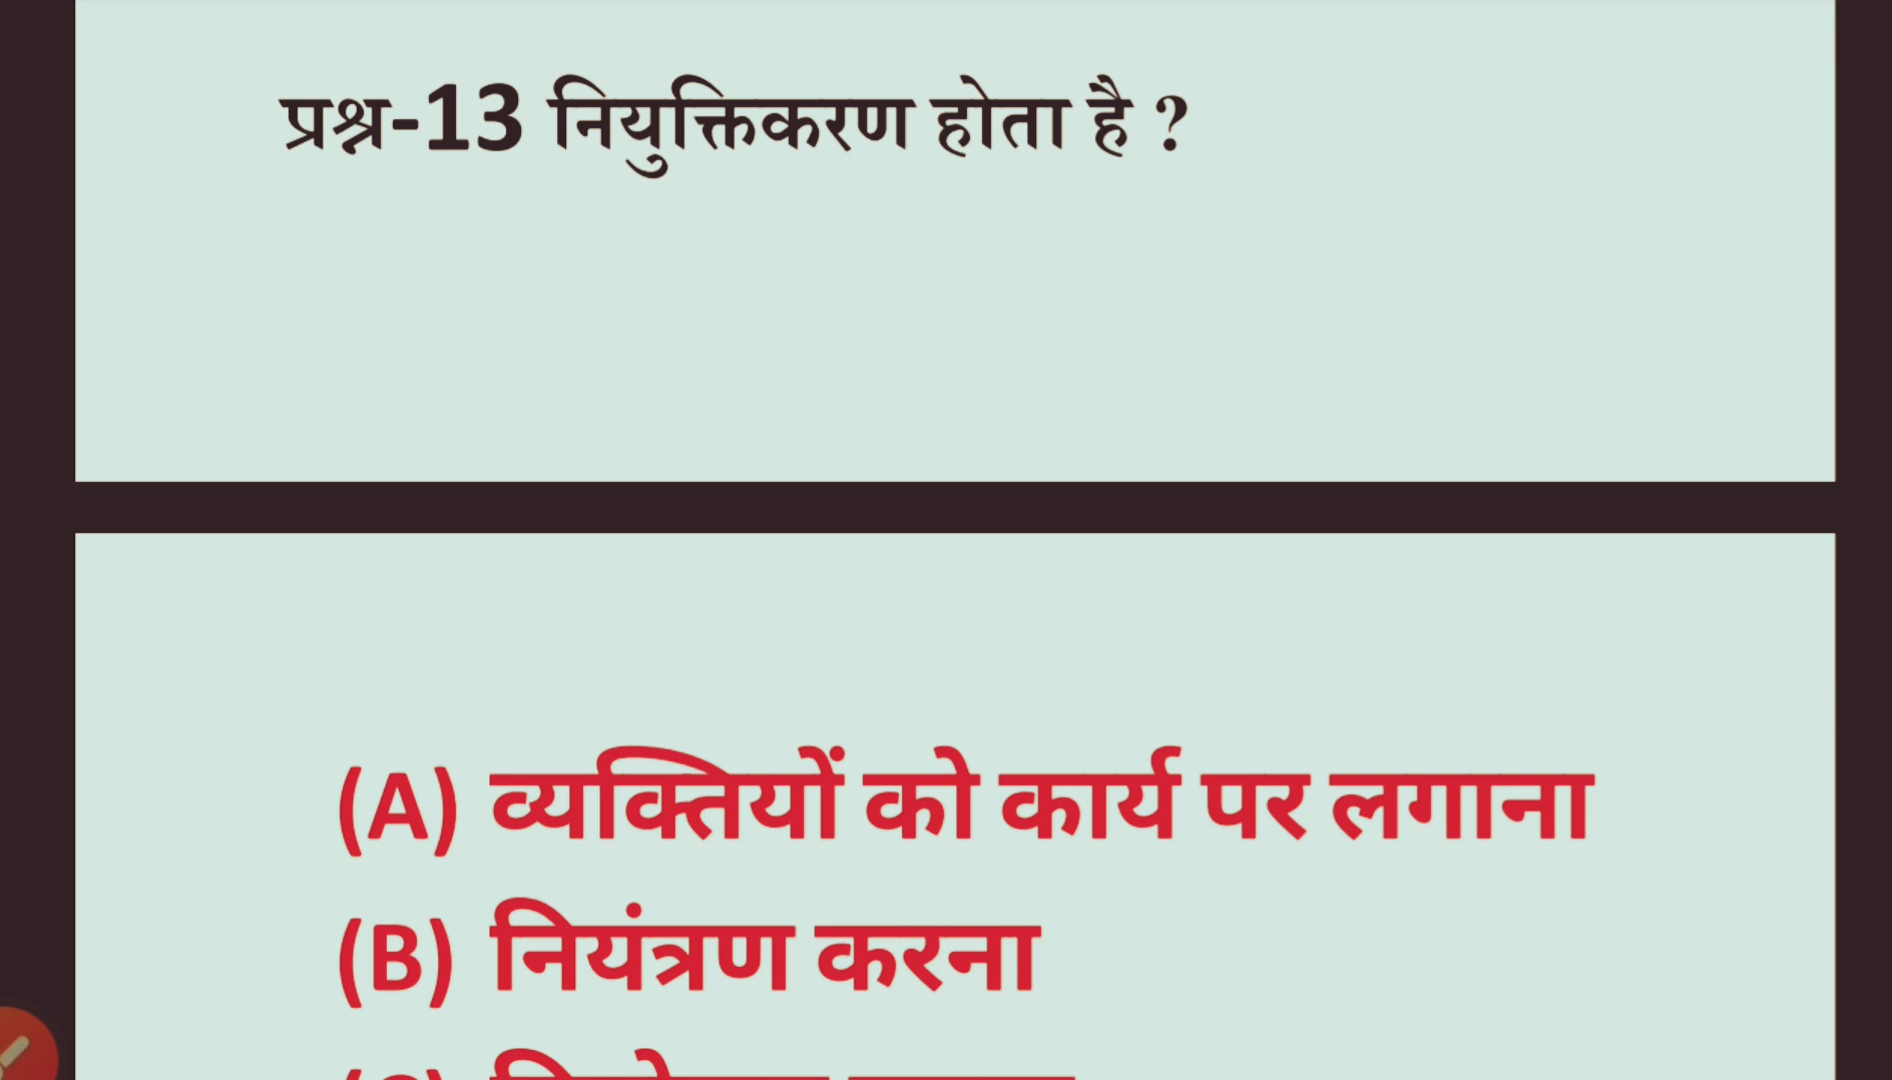 प्रश्न-13 नियुक्तिकरण होता है ?
(A) व्यक्तियों को कार्य पर लगाना
(B) नियंत्रण करना